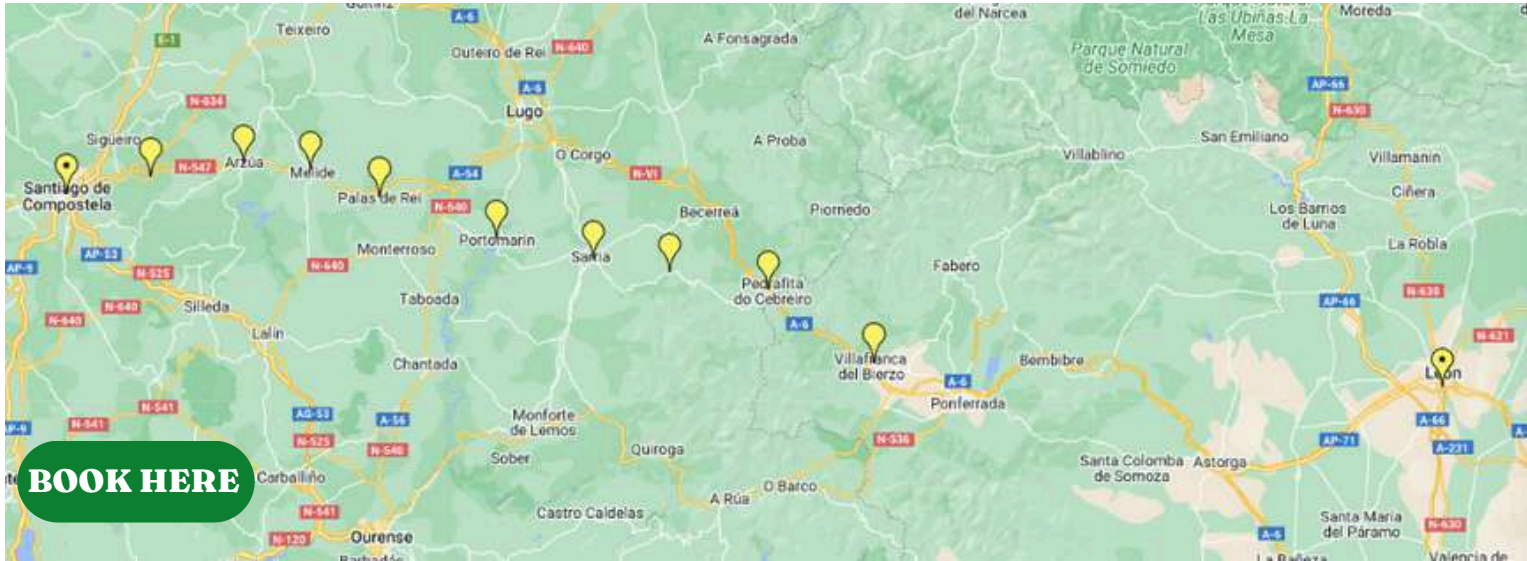 del Narcea
Las Ubiñas-La
Mesa
Moreda
A-6
Teixeiro
E-1
Outeiro de Rei
N-640
A Fonsagrada
Parque Natural
de Somiedo
AP-66
A-6
N-634
Lugo
N-630
Sigüeiro
A Proba
San Emiliano
O Corgo
Villablino
Villamanín
N-547
Arzúa
Melide
A-54
N-VI
Santiago de
Compostela
Palas de Rei
N-540
Ciñera
Becerreá
Piornedo
Los Barrios
de Luna
Portomarín
Monterroso
Sarria
La Robla
AP-53
AP-9
N-525
N-640
Fabero
Pedrafita
do Cebreiro
Taboada
N-630
AP-66
N-640
Silleda
N-640
A-6
Lalín
N-621
Villafranca
del Bierzo
Bembibre
Chantada
León
A-6
Ponferrada
N-541
AG-53
A-56
Monforte
de Lemos
A-66
N-541
AP-9
N-536
AP-71
A-231
N-525
N-540
Quiroga
Sober
Santa Colomba
de Somoza
Astorga
BOOK HERE
Carballiño
O Barco
A Rúa
N-541
Castro Caldelas
Santa María
del Páramo
N-630
N-120
Ourense
A-6
Barbadás
La Bañeza
Valencia de